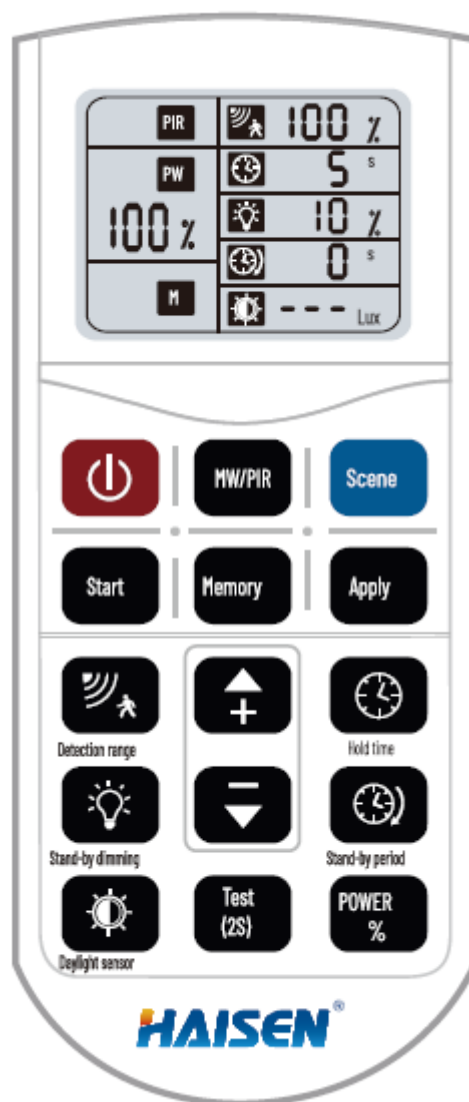 PIR 100 %
PW 5 s
100 % 10 %
0 s
M --- Lux
MW/PIR Scene
Start Memory Apply
+
Detection range Hold time
−
Stand-by dimming Stand-by period
Test POWER
(2S) %
Daylight sensor
HAISEN®